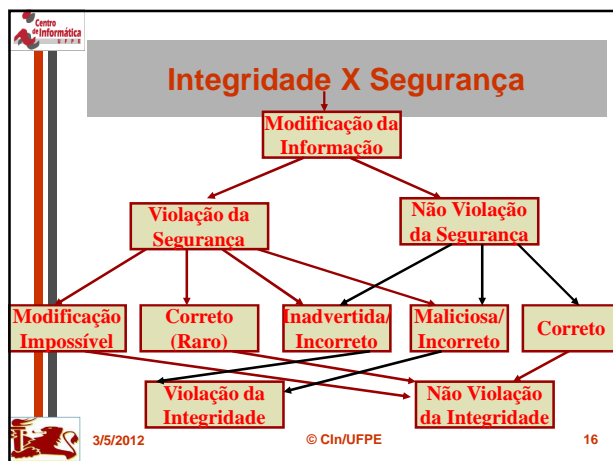 Centro
de Informática
U F P E
Integridade X Segurança
Modificação da
Informação
Violação da
Segurança
Não Violação
da Segurança
Modificação
Impossível
Correto
(Raro)
Inadvertida/
Incorreto
Maliciosa/
Incorreto
Correto
Violação da
Integridade
Não Violação
da Integridade
3/5/2012
© CIn/UFPE
16